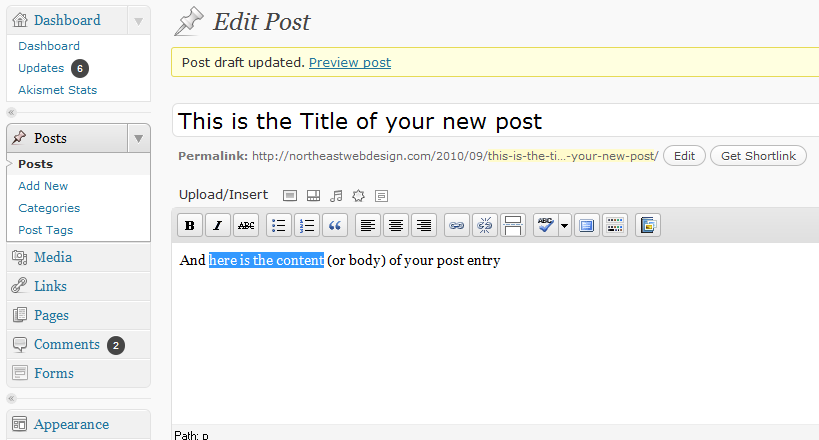 Dashboard
Dashboard
Updates 6
Akismet Stats
Posts
Posts
Add New
Categories
Post Tags
Media
Links
Pages
Comments 2
Forms
Appearance
Edit Post
Post draft updated. Preview post
This is the Title of your new post
Permalink: http://northeastwebdesign.com/2010/09/this-is-the-ti…-your-new-post/ Edit Get Shortlink
Upload/Insert
B I ABC ABC
And here is the content (or body) of your post entry
Path: p